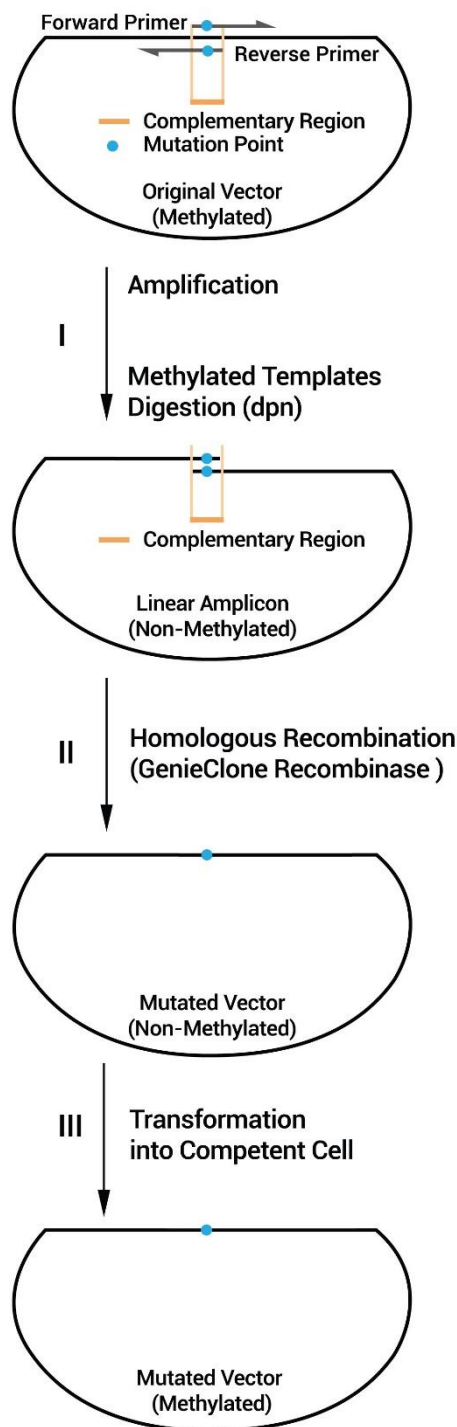 Forward Primer
Reverse Primer
Complementary Region
Mutation Point
Original Vector
(Methylated)
Amplification
I
Methylated Templates
Digestion (dpn)
Complementary Region
Linear Amplicon
(Non-Methylated)
Homologous Recombination
II
(GenieClone Recombinase )
Mutated Vector
(Non-Methylated)
III
Transformation
into Competent Cell
Mutated Vector
(Methylated)